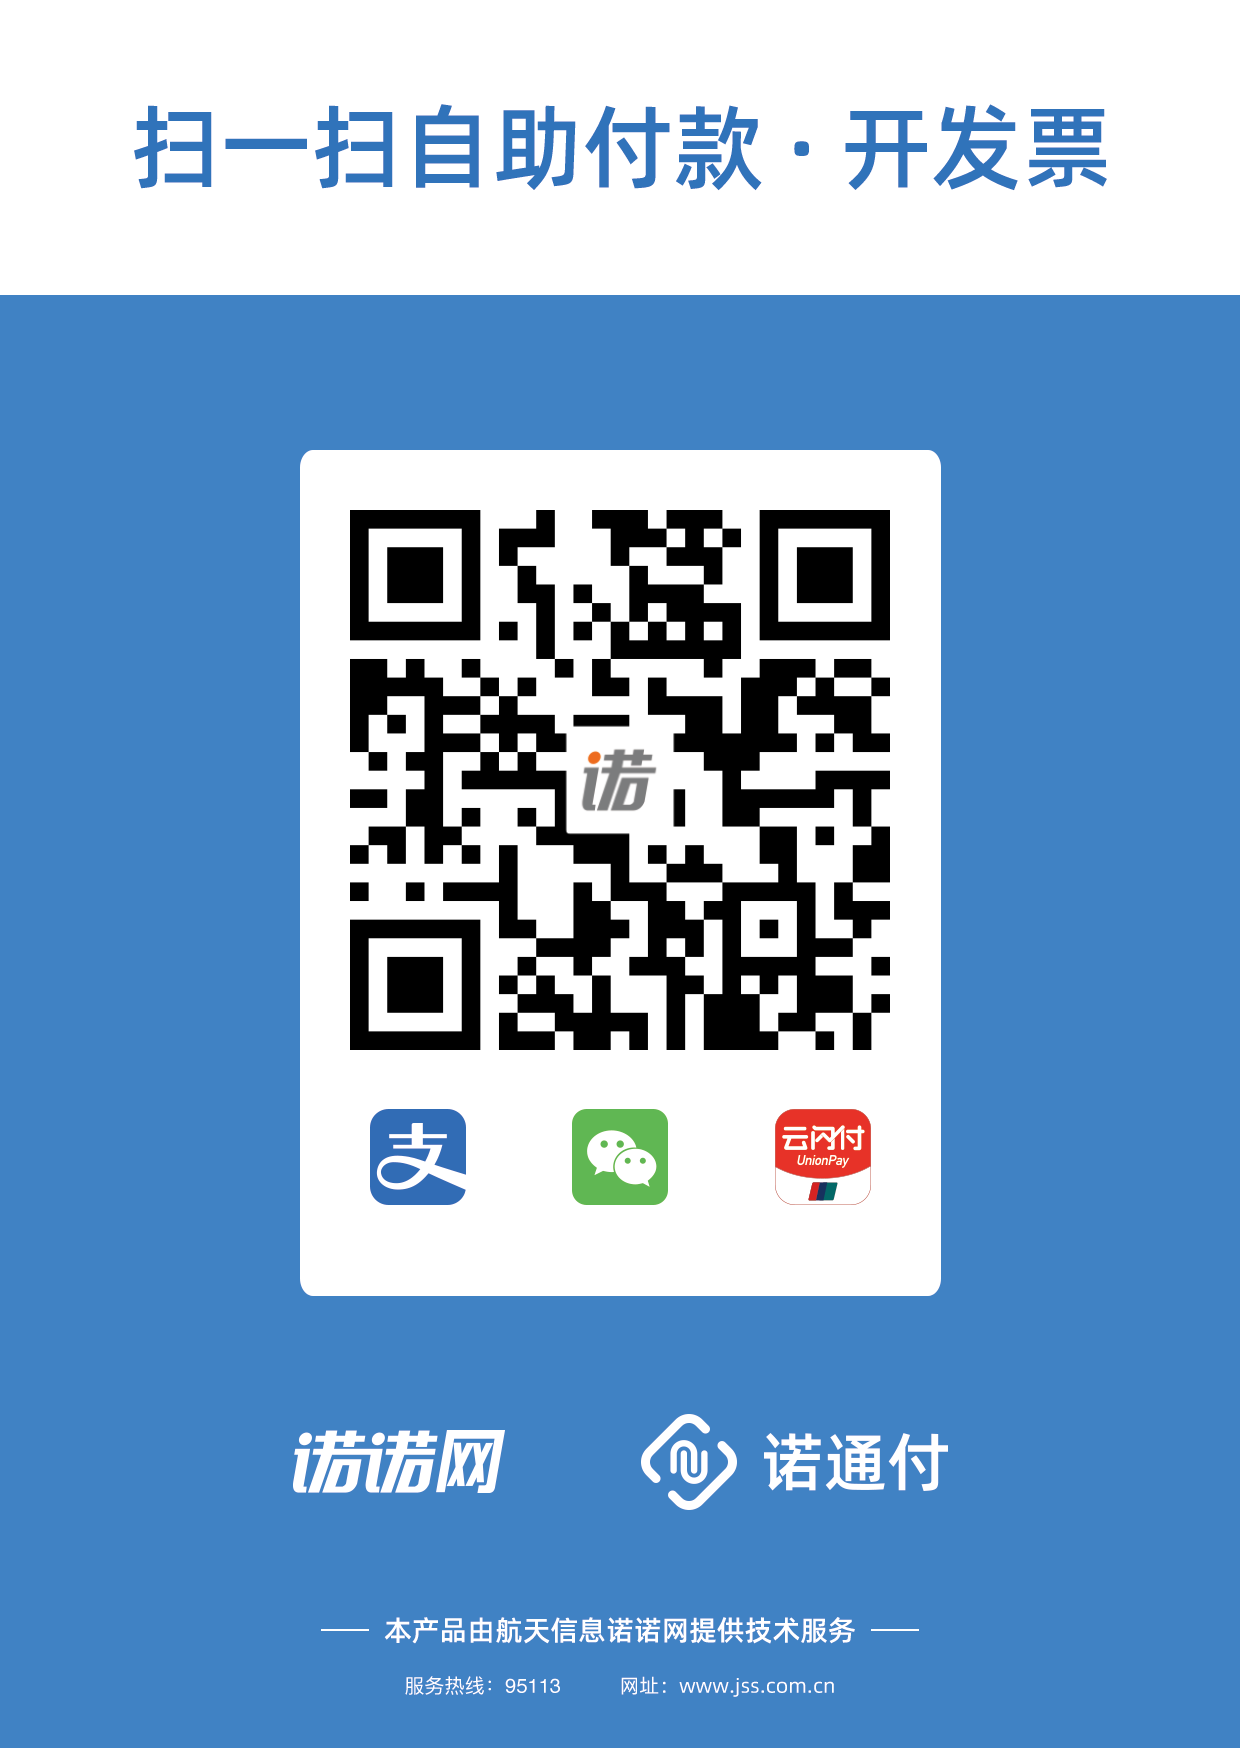 扫一扫自助付款·开发票
诺
支
云闪付
UnionPay
诺诺网
诺通付
本产品由航天信息诺诺网提供技术服务
服务热线：95113 网址：www.jss.com.cn